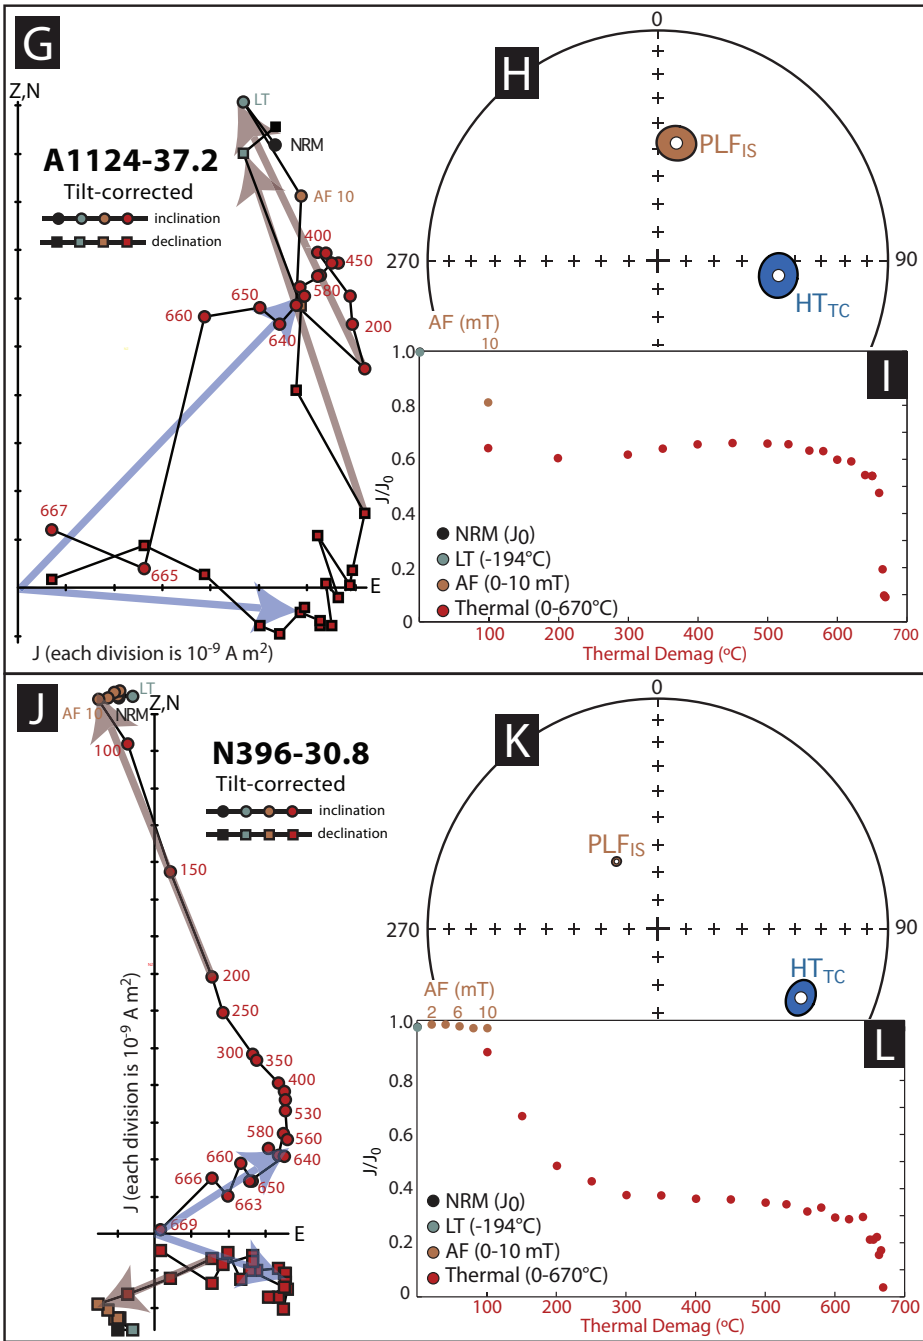 G
Z,N
LT
NRM
A1124-37.2
Tilt-corrected
inclination
declination
AF 10
400
450
650
580
660
640
200
667
665
E
J (each division is 10⁻⁹ A m²)
H
0
PLF_IS
270
90
HT_TC
AF (mT)
10
I
1.0
0.8
0.6
0.4
0.2
0
J/J₀
NRM (J₀)
LT (-194°C)
AF (0-10 mT)
Thermal (0-670°C)
100 200 300 400 500 600 700
Thermal Demag (ºC)
J
LT
Z,N
AF 10
NRM
100
N396-30.8
Tilt-corrected
inclination
declination
150
J (each division is 10⁻⁹ A m²)
200
250
300
350
400
530
580
560
660
640
666
650
663
669
E
K
0
PLF_IS
270
90
HT_TC
AF (mT)
2 6 10
L
1.0
0.8
0.6
0.4
0.2
0
J/J₀
NRM (J₀)
LT (-194°C)
AF (0-10 mT)
Thermal (0-670°C)
100 200 300 400 500 600 700
Thermal Demag (ºC)